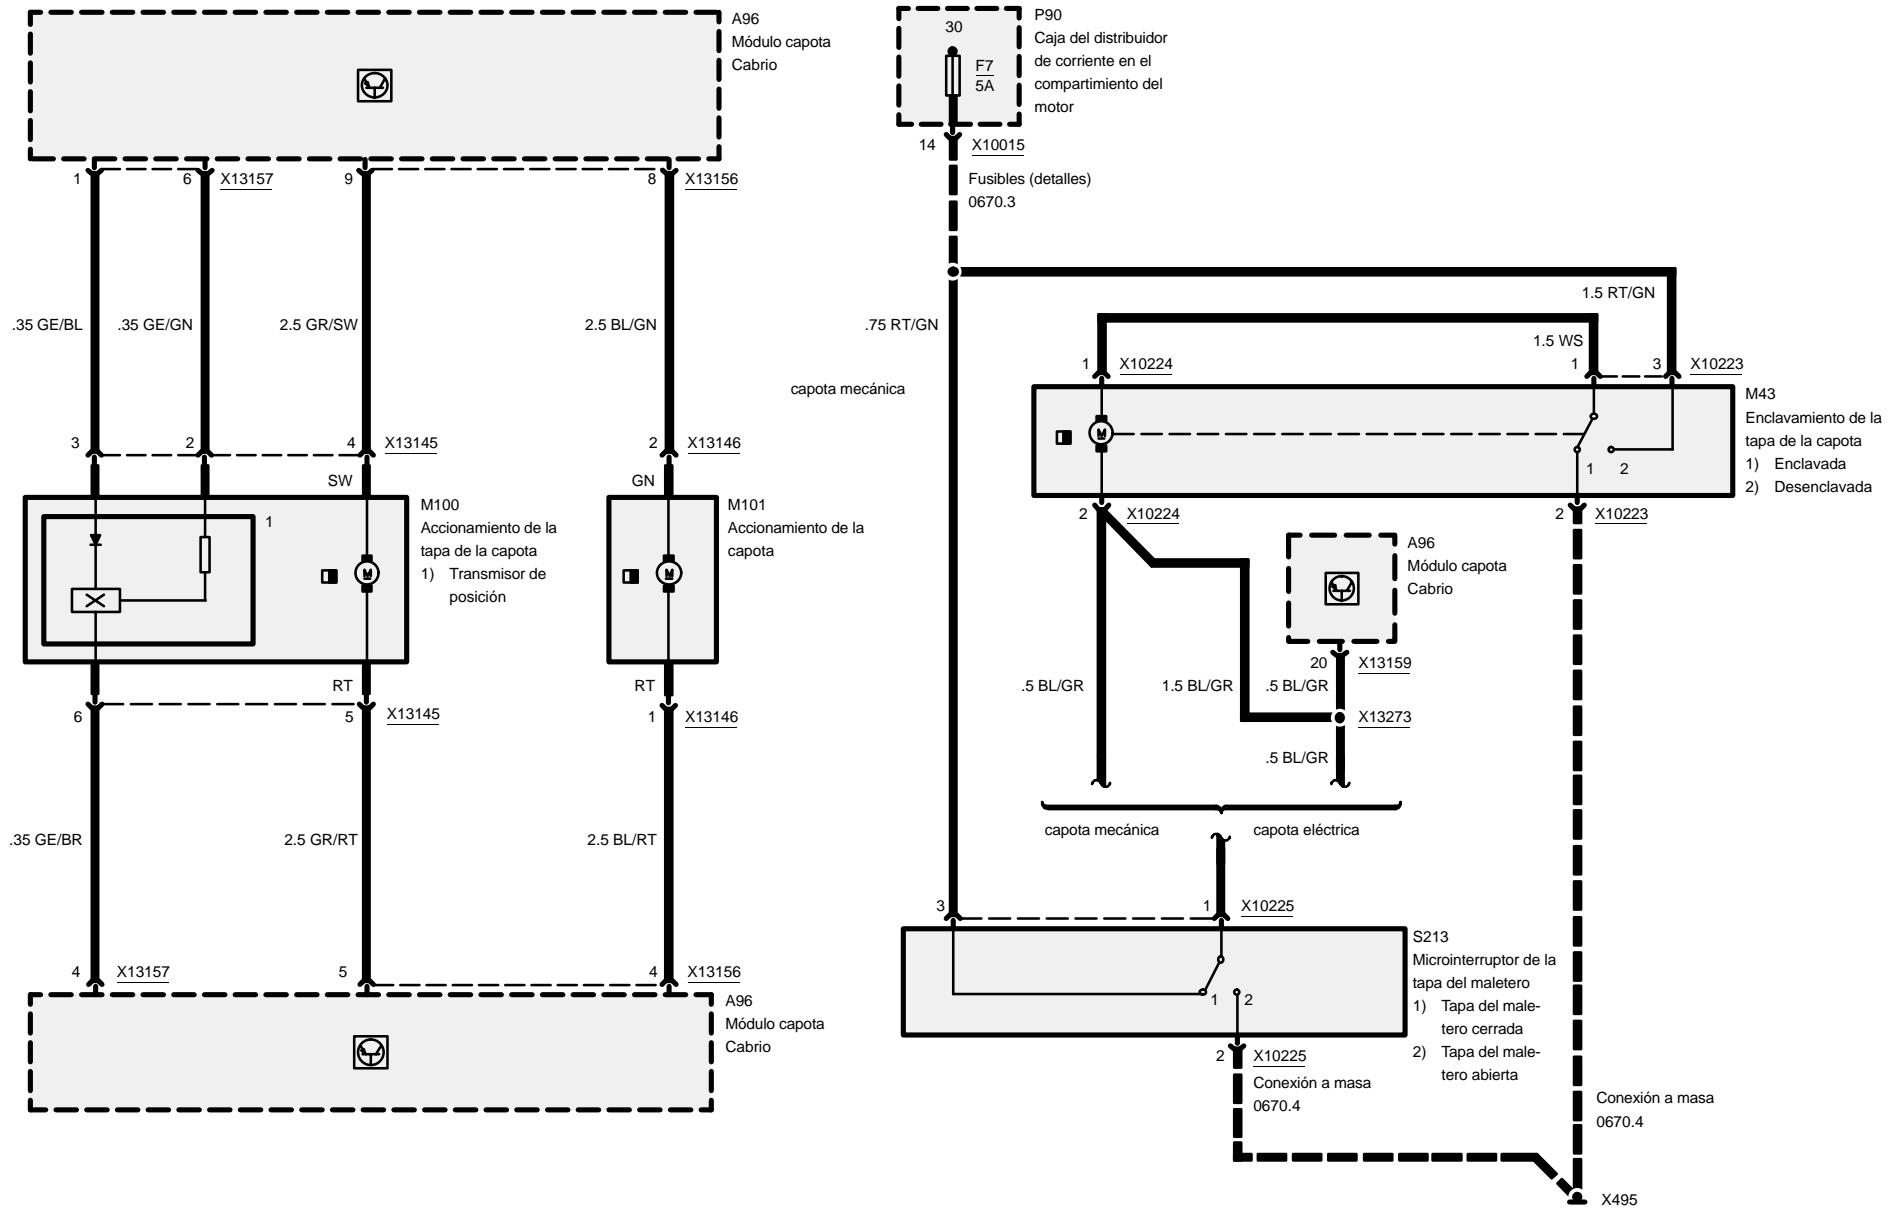 A96
Módulo capota
Cabrio
1
6
X13157
9
8
X13156
.35 GE/BL
.35 GE/GN
2.5 GR/SW
2.5 BL/GN
3
2
4
X13145
2
X13146
SW
GN
1
M
M100
Accionamiento de la
tapa de la capota
1) Transmisor de
posición
M
M101
Accionamiento de la
capota
RT
RT
6
5
X13145
1
X13146
.35 GE/BR
2.5 GR/RT
2.5 BL/RT
4
X13157
5
4
X13156
A96
Módulo capota
Cabrio
30
F7
5A
P90
Caja del distribuidor
de corriente en el
compartimiento del
motor
14
X10015
Fusibles (detalles)
0670.3
1.5 RT/GN
.75 RT/GN
1.5 WS
1
X10224
1
3
X10223
capota mecánica
M
1
2
M43
Enclavamiento de la
tapa de la capota
1) Enclavada
2) Desenclavada
2
X10224
2
X10223
A96
Módulo capota
Cabrio
20
X13159
.5 BL/GR
1.5 BL/GR
.5 BL/GR
X13273
.5 BL/GR
capota mecánica
capota eléctrica
3
1
X10225
1
2
S213
Microinterruptor de la
tapa del maletero
1) Tapa del male-
tero cerrada
2) Tapa del male-
tero abierta
2
X10225
Conexión a masa
0670.4
Conexión a masa
0670.4
X495